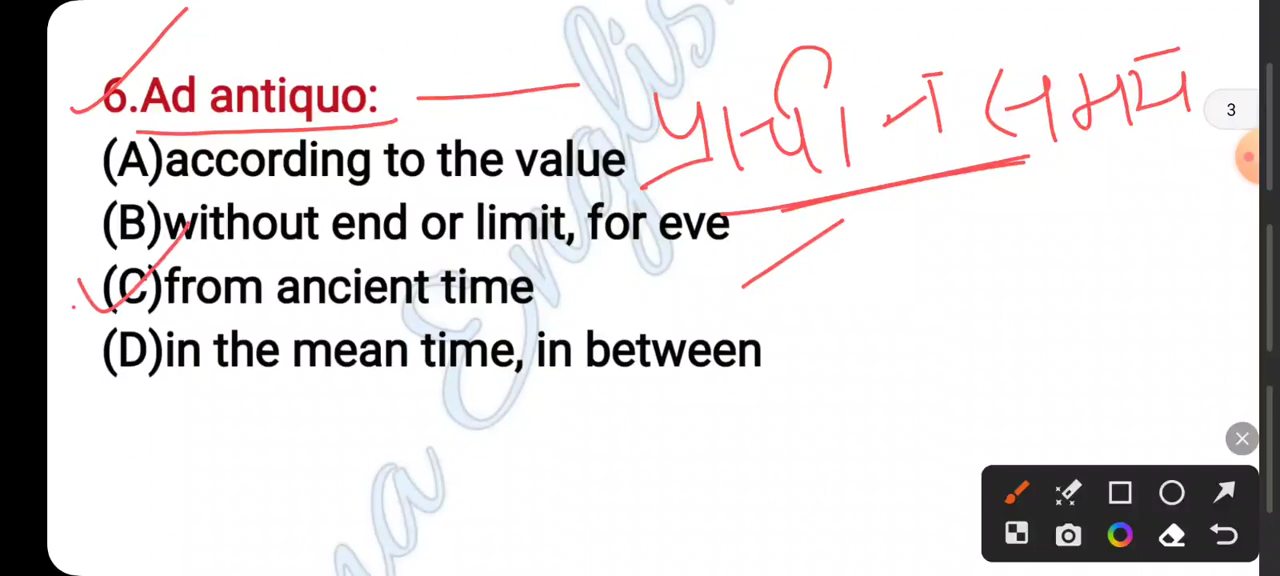 6.Ad antiquo:
प्राचीन समय
(A)according to the value
(B)without end or limit, for eve
(C)from ancient time
(D)in the mean time, in between
3